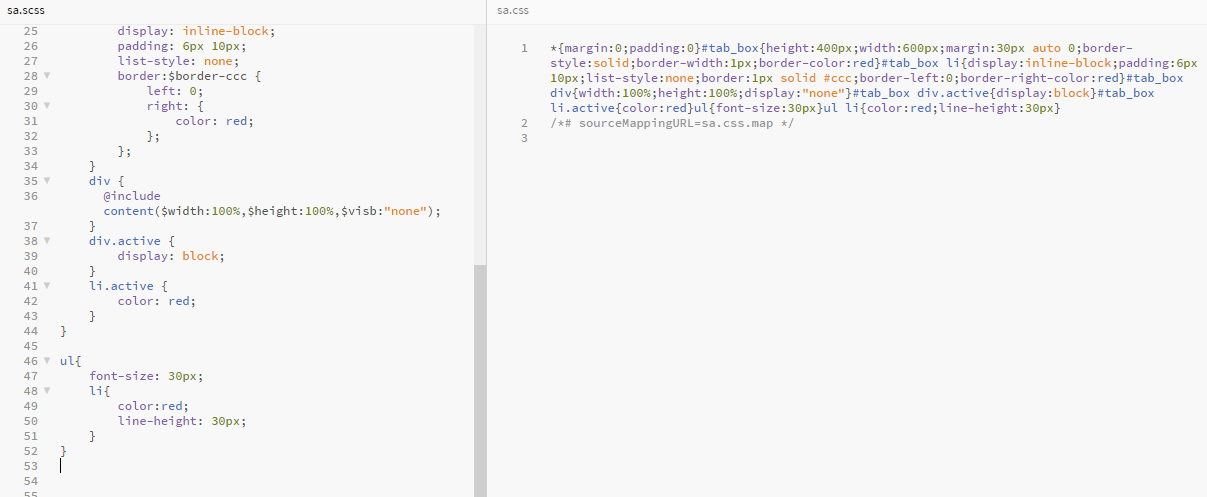 sa.scss
25 display: inline-block;
26 padding: 6px 10px;
27 list-style: none;
28 border:$border-ccc {
29 left: 0;
30 right: {
31 color: red;
32 };
33 };
34 }
35 div {
36 @include
content($width:100%,$height:100%,$visb:"none");
37 }
38 div.active {
39 display: block;
40 }
41 li.active {
42 color: red;
43 }
44 }
45
46 ul{
47 font-size: 30px;
48 li{
49 color:red;
50 line-height: 30px;
51 }
52 }
53
54
55
sa.css
1 *{margin:0;padding:0}#tab_box{height:400px;width:600px;margin:30px auto 0;border-
style:solid;border-width:1px;border-color:red}#tab_box li{display:inline-block;padding:6px
10px;list-style:none;border:1px solid #ccc;border-left:0;border-right-color:red}#tab_box
div{width:100%;height:100%;display:"none"}#tab_box div.active{display:block}#tab_box
li.active{color:red}ul{font-size:30px}ul li{color:red;line-height:30px}
2 /*# sourceMappingURL=sa.css.map */
3